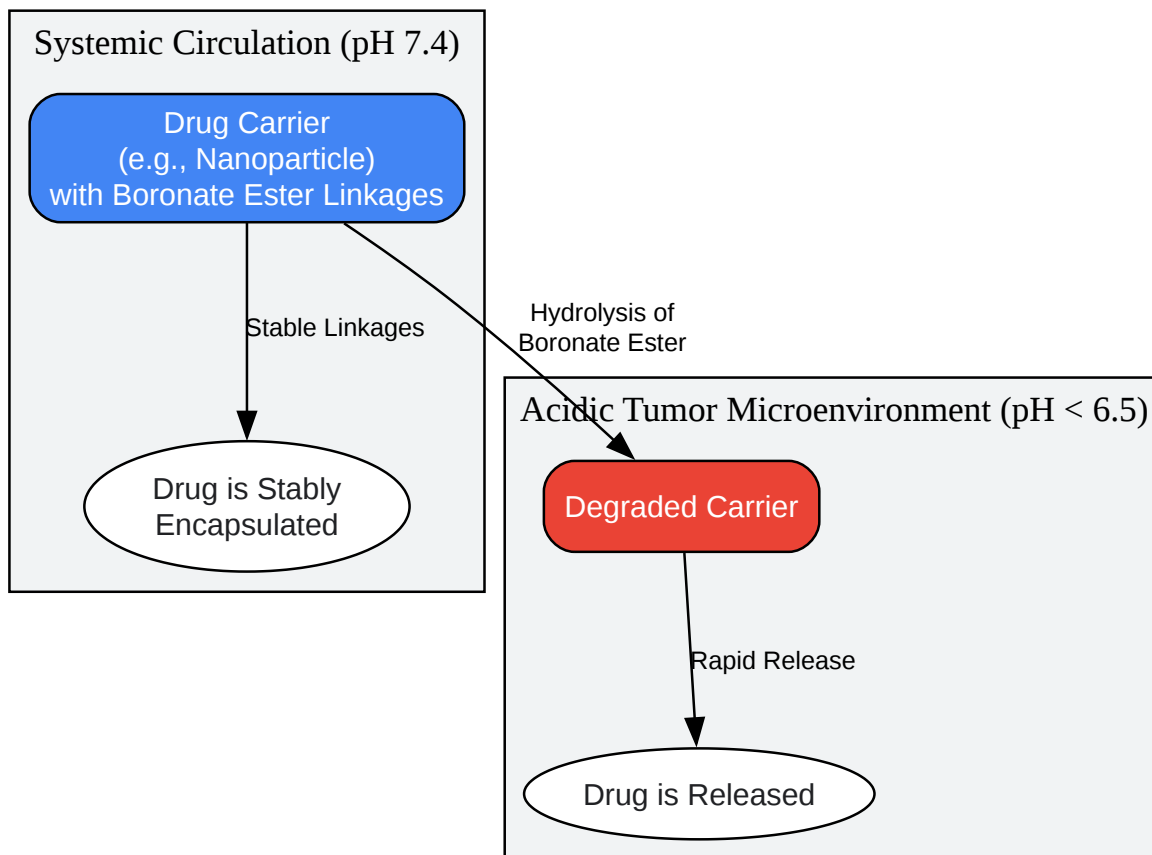 Systemic Circulation (pH 7.4)
Drug Carrier
(e.g., Nanoparticle)
with Boronate Ester Linkages
Stable Linkages
Drug is Stably
Encapsulated
Hydrolysis of
Boronate Ester
Acidic Tumor Microenvironment (pH < 6.5)
Degraded Carrier
Rapid Release
Drug is Released